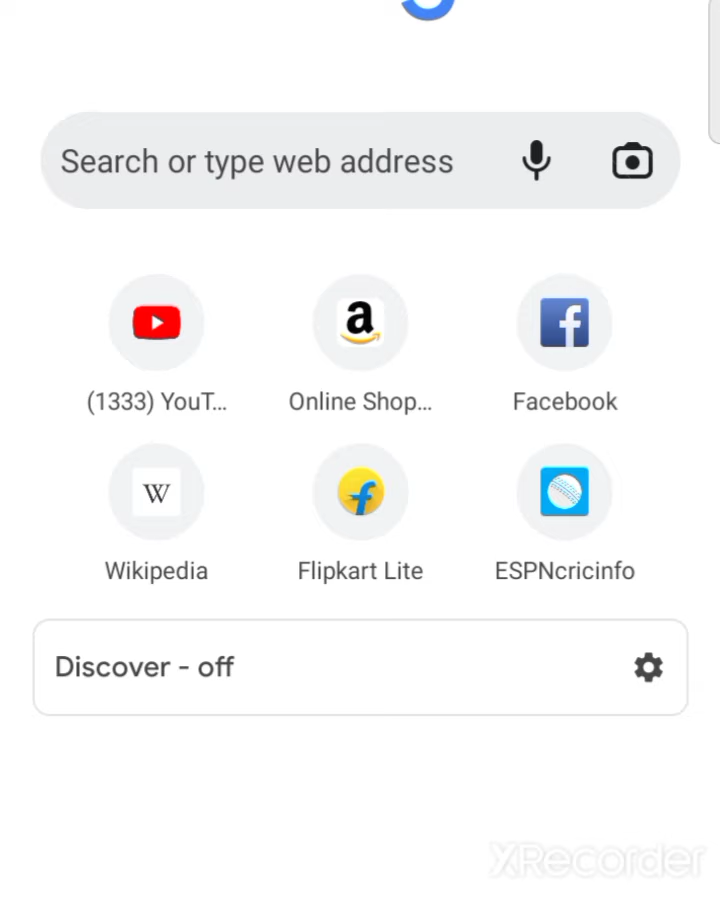 Search or type web address
(1333) YouT...
Online Shop...
Facebook
W
Wikipedia
Flipkart Lite
ESPNcricinfo
Discover - off
XRecorder